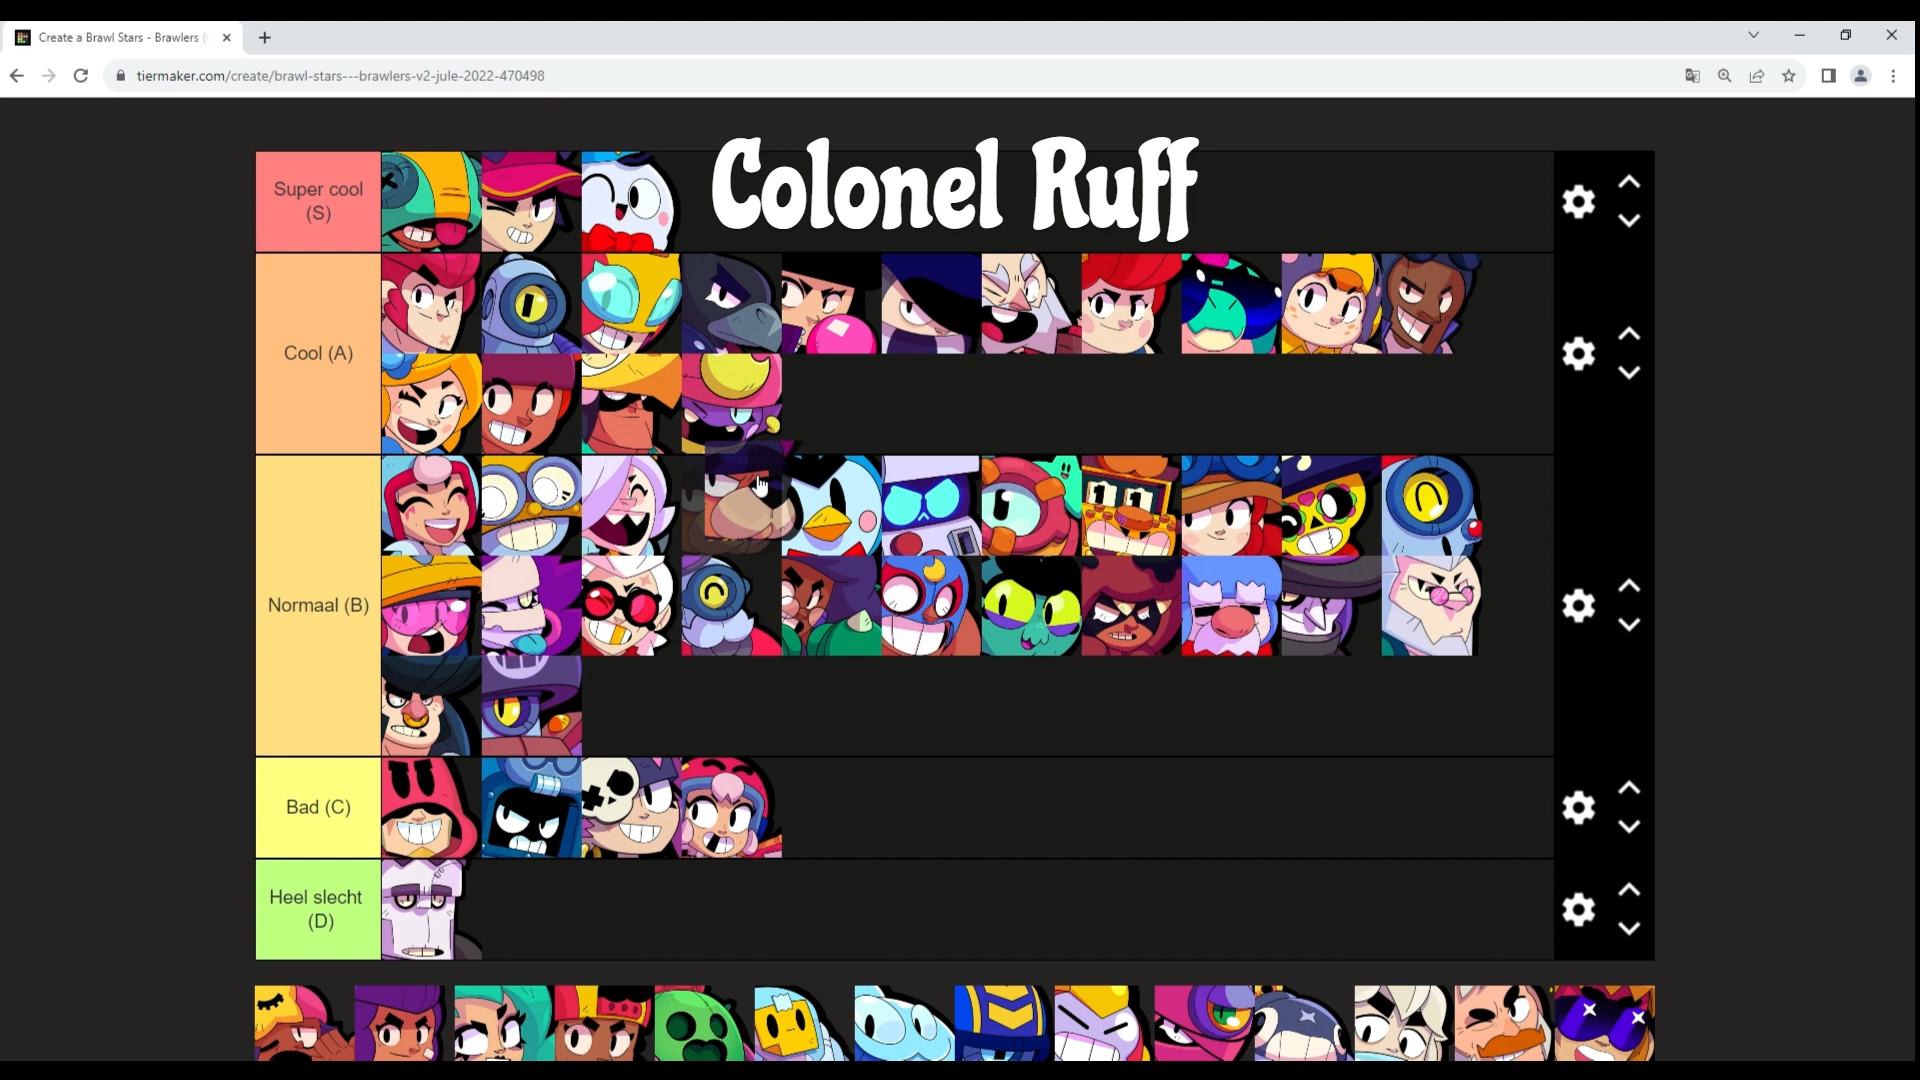 Create a Brawl Stars - Brawlers (
tiermaker.com/create/brawl-stars---brawlers-v2-jule-2022-470498
Colonel Ruff
Super cool
(S)
Cool (A)
Normaal (B)
Bad (C)
Heel slecht
(D)